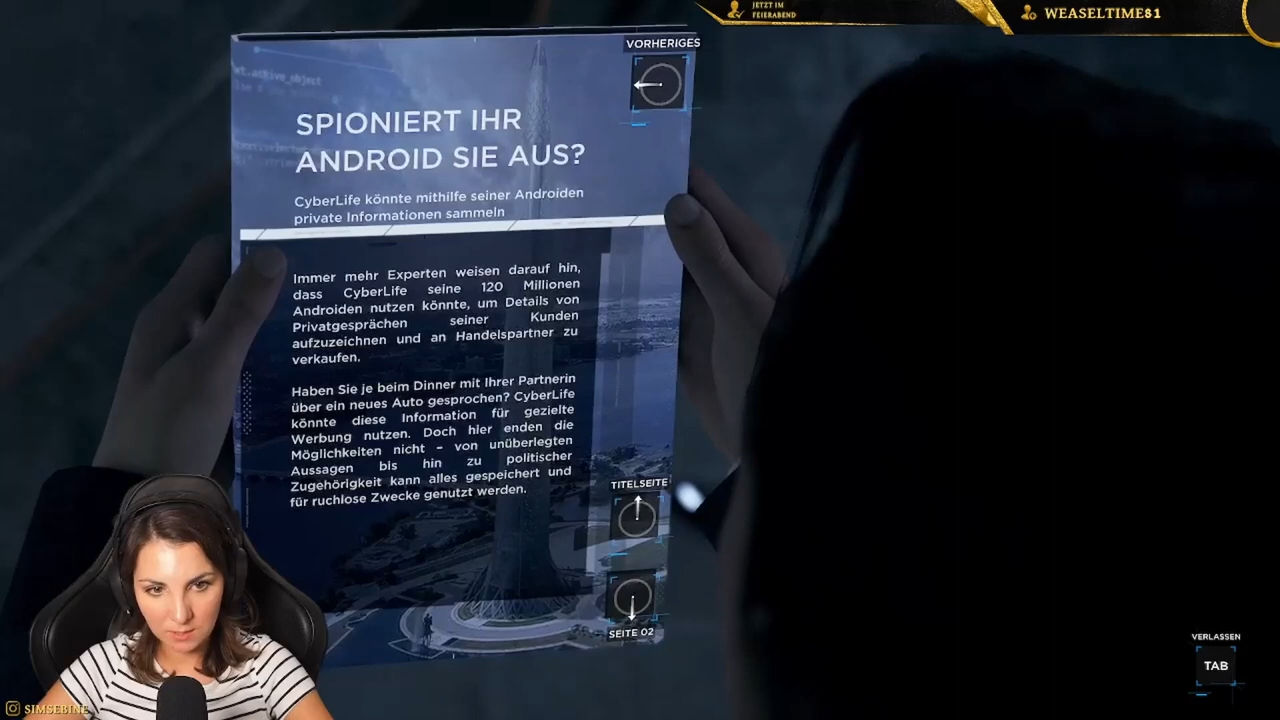 JETZT IM
FEIERABEND
WEASELTIME81
VORHERIGES
SPIONIERT IHR
ANDROID SIE AUS?
CyberLife könnte mithilfe seiner Androiden
private Informationen sammeln
Immer mehr Experten weisen darauf hin,
dass CyberLife seine 120 Millionen
Androiden nutzen könnte, um Details von
Privatgesprächen seiner Kunden
aufzuzeichnen und an Handelspartner zu
verkaufen.
Haben Sie je beim Dinner mit Ihrer Partnerin
über ein neues Auto gesprochen? CyberLife
könnte diese Information für gezielte
Werbung nutzen. Doch hier enden die
Möglichkeiten nicht – von unüberlegten
Aussagen bis hin zu politischer
Zugehörigkeit kann alles gespeichert und
für ruchlose Zwecke genutzt werden.
TITELSEITE
SEITE 02
VERLASSEN
TAB
SIMSEBINE